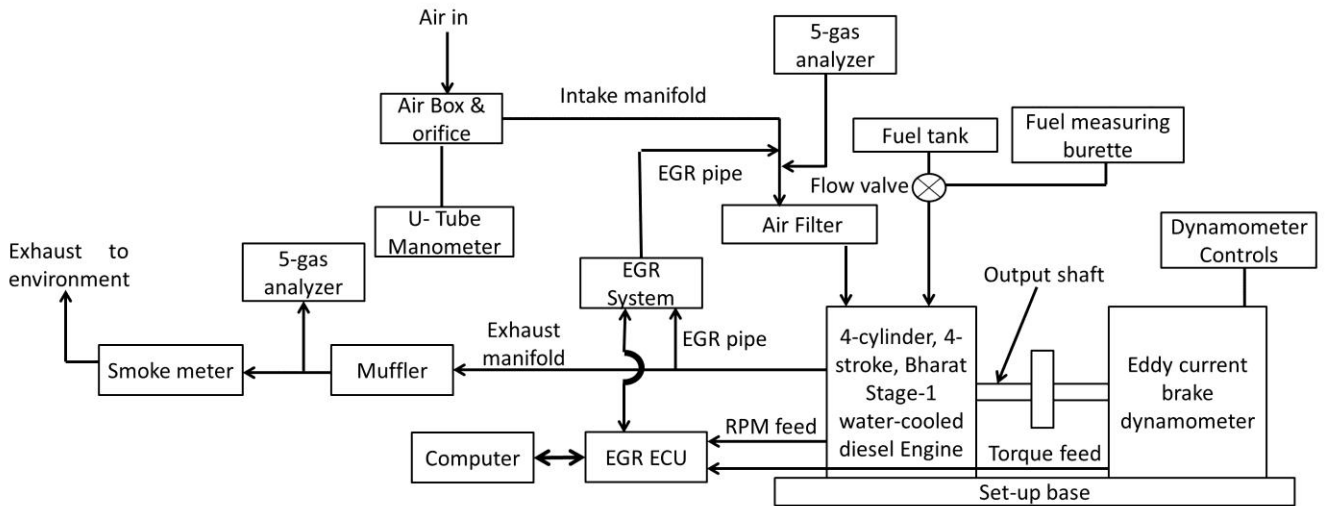 Air in
5-gas
analyzer
Air Box &
orifice
Intake manifold
Fuel tank
Fuel measuring
burette
EGR pipe
Flow valve
U- Tube
Manometer
Air Filter
Dynamometer
Controls
Exhaust to
environment
5-gas
analyzer
EGR
System
Output shaft
Exhaust
manifold
EGR pipe
4-cylinder, 4-
stroke, Bharat
Stage-1
water-cooled
diesel Engine
Eddy current
brake
dynamometer
Smoke meter
Muffler
RPM feed
Computer
EGR ECU
Torque feed
Set-up base